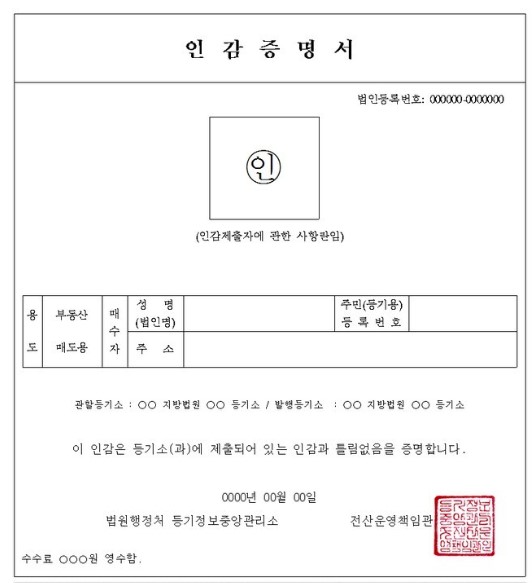 인 감 증 명 서
법인등록번호: 000000-0000000
인
(인감제출자에 관한 사항란임)
용 도 부동산 매도용 매 수 자 성 명 (법인명) 주민(등기용) 등 록 번 호
주 소
관할등기소 : ○○ 지방법원 ○○ 등기소 / 발행등기소 : ○○ 지방법원 ○○ 등기소
이 인감은 등기소(과)에 제출되어 있는 인감과 틀림없음을 증명합니다.
0000년 00월 00일
법원행정처 등기정보중앙관리소 전산운영책임관
수수료 ○○○원 영수함.